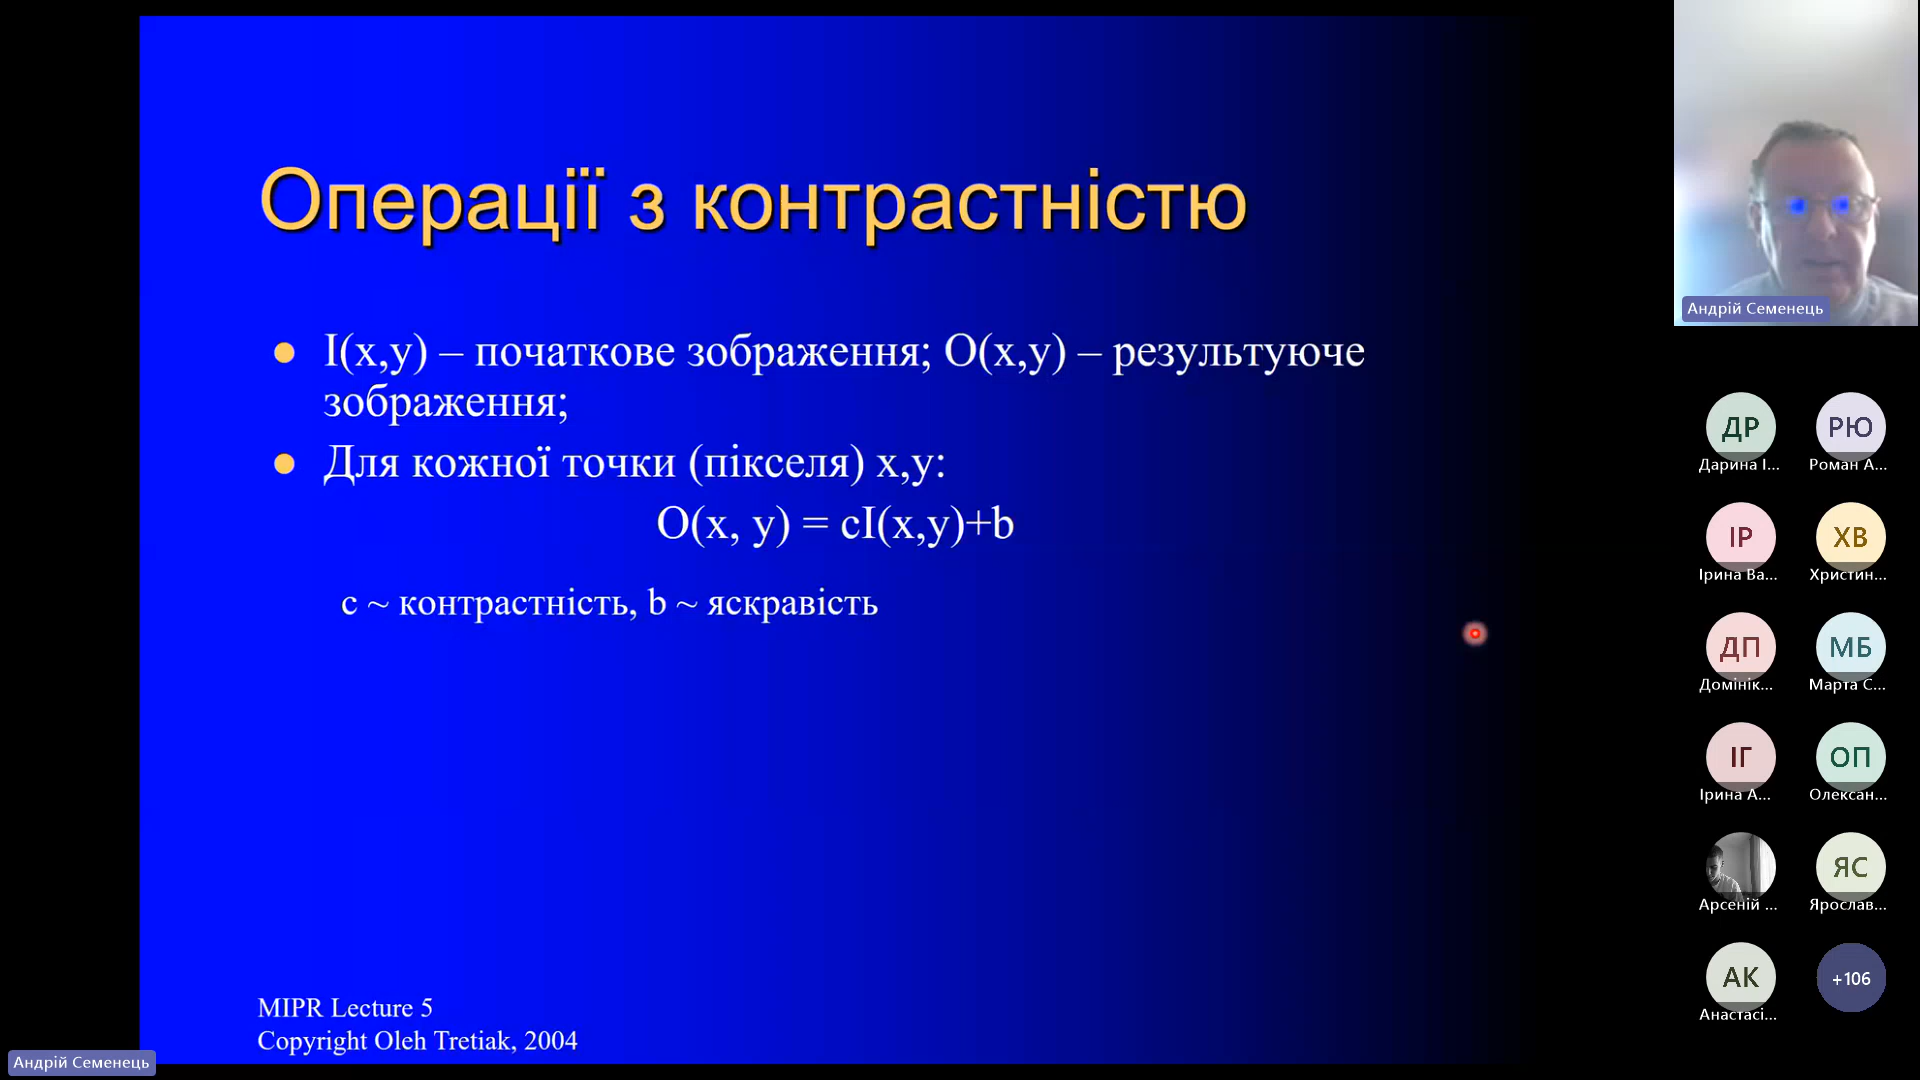 Операції з контрастністю
I(x,y) – початкове зображення; O(x,y) – результуюче
зображення;
Для кожної точки (пікселя) x,y:
O(x, y) = cI(x,y)+b
c ~ контрастність, b ~ яскравість
MIPR Lecture 5
Copyright Oleh Tretiak, 2004
Андрій Семенець
Андрій Семенець
ДР
Дарина І...
РЮ
Роман А...
ІР
Ірина Ва...
ХВ
Христин...
ДП
Домінік...
МБ
Марта С...
ІГ
Ірина А...
ОП
Олексан...
Арсеній ...
ЯС
Ярослав...
АК
Анастасі...
+106